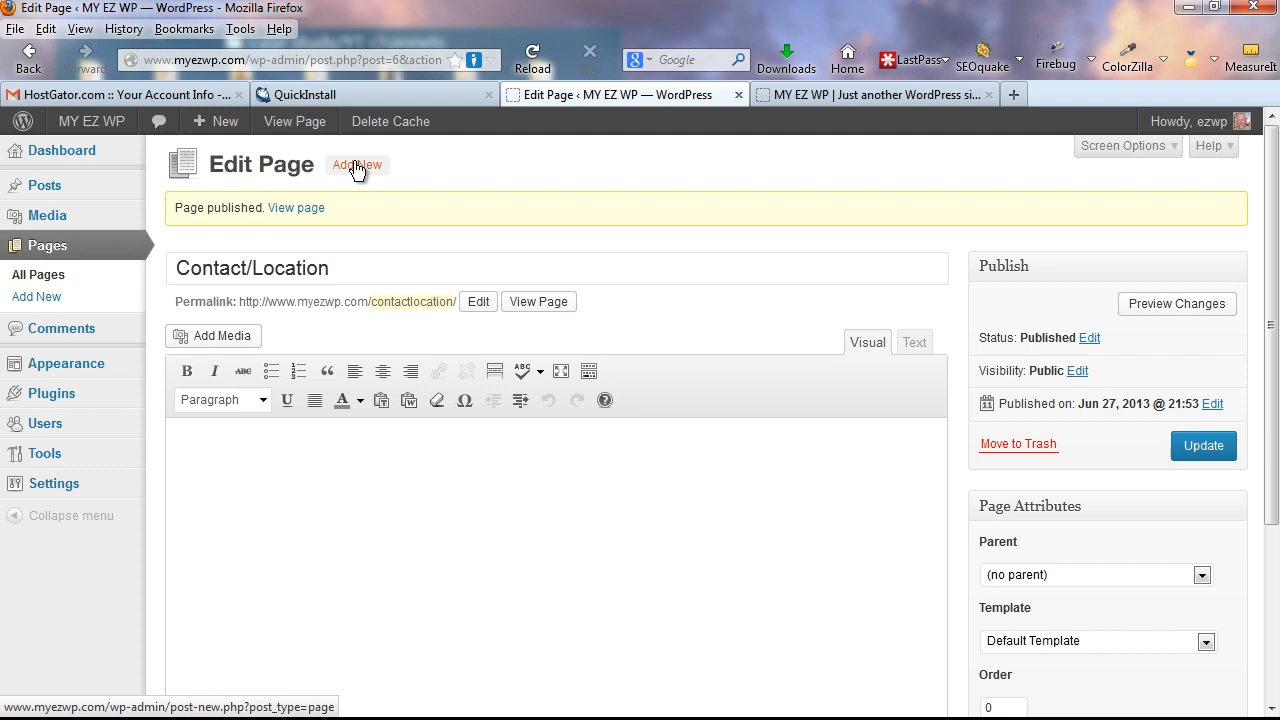 Edit Page ‹ MY EZ WP — WordPress - Mozilla Firefox
File Edit View History Bookmarks Tools Help
Back Forward www.myezwp.com/wp-admin/post.php?post=6&action Google Reload Downloads Home LastPass SEOquake Firebug ColorZilla MeasureIt
HostGator.com :: Your Account Info -... QuickInstall Edit Page ‹ MY EZ WP — WordPress MY EZ WP | Just another WordPress si...
MY EZ WP + New View Page Delete Cache Howdy, ezwp
Screen Options Help
Edit Page Add New
Page published. View page
Dashboard
Posts
Media
Pages
All Pages
Add New
Comments
Appearance
Plugins
Users
Tools
Settings
Collapse menu
Contact/Location
Permalink: http://www.myezwp.com/contactlocation/ Edit View Page
Add Media
Visual Text
B I ABC ABC
Paragraph U A Ω ?
Publish
Preview Changes
Status: Published Edit
Visibility: Public Edit
Published on: Jun 27, 2013 @ 21:53 Edit
Move to Trash Update
Page Attributes
Parent
(no parent)
Template
Default Template
Order
0
www.myezwp.com/wp-admin/post-new.php?post_type=page